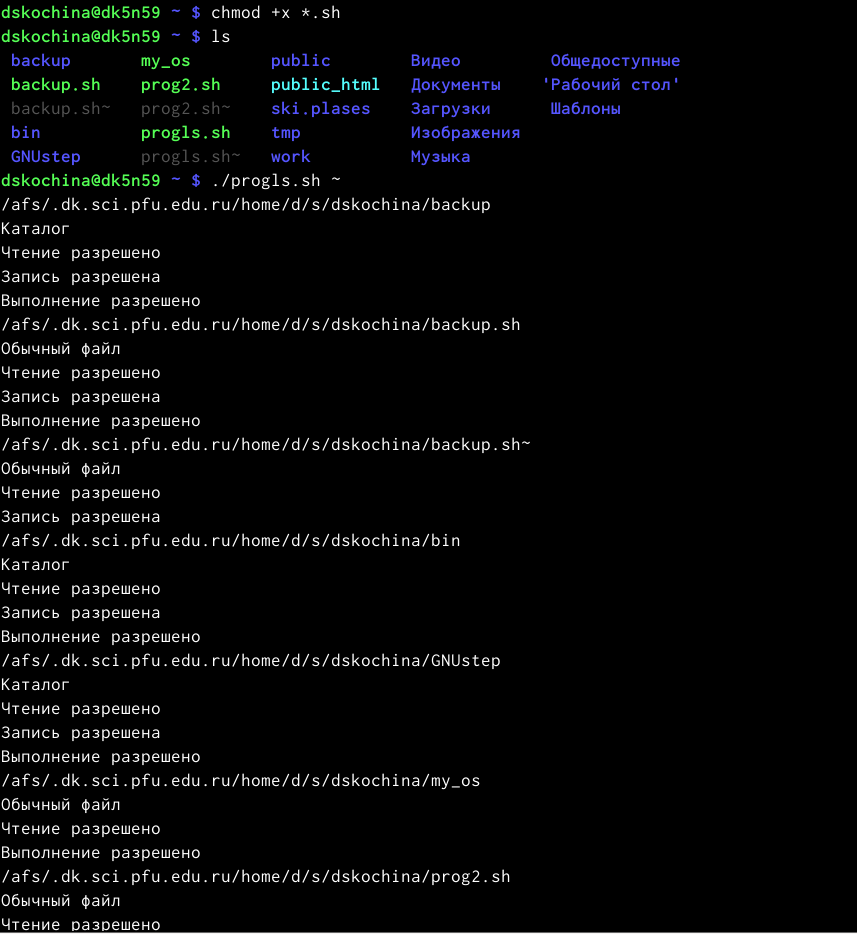 dskochina@dk5n59 ~ $ chmod +x *.sh
dskochina@dk5n59 ~ $ ls
backup my_os public Видео Общедоступные
backup.sh prog2.sh public_html Документы 'Рабочий стол'
backup.sh~ prog2.sh~ ski.plases Загрузки Шаблоны
bin progls.sh tmp Изображения
GNUstep progls.sh~ work Музыка
dskochina@dk5n59 ~ $ ./progls.sh ~
/afs/.dk.sci.pfu.edu.ru/home/d/s/dskochina/backup
Каталог
Чтение разрешено
Запись разрешена
Выполнение разрешено
/afs/.dk.sci.pfu.edu.ru/home/d/s/dskochina/backup.sh
Обычный файл
Чтение разрешено
Запись разрешена
Выполнение разрешено
/afs/.dk.sci.pfu.edu.ru/home/d/s/dskochina/backup.sh~
Обычный файл
Чтение разрешено
Запись разрешена
/afs/.dk.sci.pfu.edu.ru/home/d/s/dskochina/bin
Каталог
Чтение разрешено
Запись разрешена
Выполнение разрешено
/afs/.dk.sci.pfu.edu.ru/home/d/s/dskochina/GNUstep
Каталог
Чтение разрешено
Запись разрешена
Выполнение разрешено
/afs/.dk.sci.pfu.edu.ru/home/d/s/dskochina/my_os
Обычный файл
Чтение разрешено
Выполнение разрешено
/afs/.dk.sci.pfu.edu.ru/home/d/s/dskochina/prog2.sh
Обычный файл
Чтение разрешено